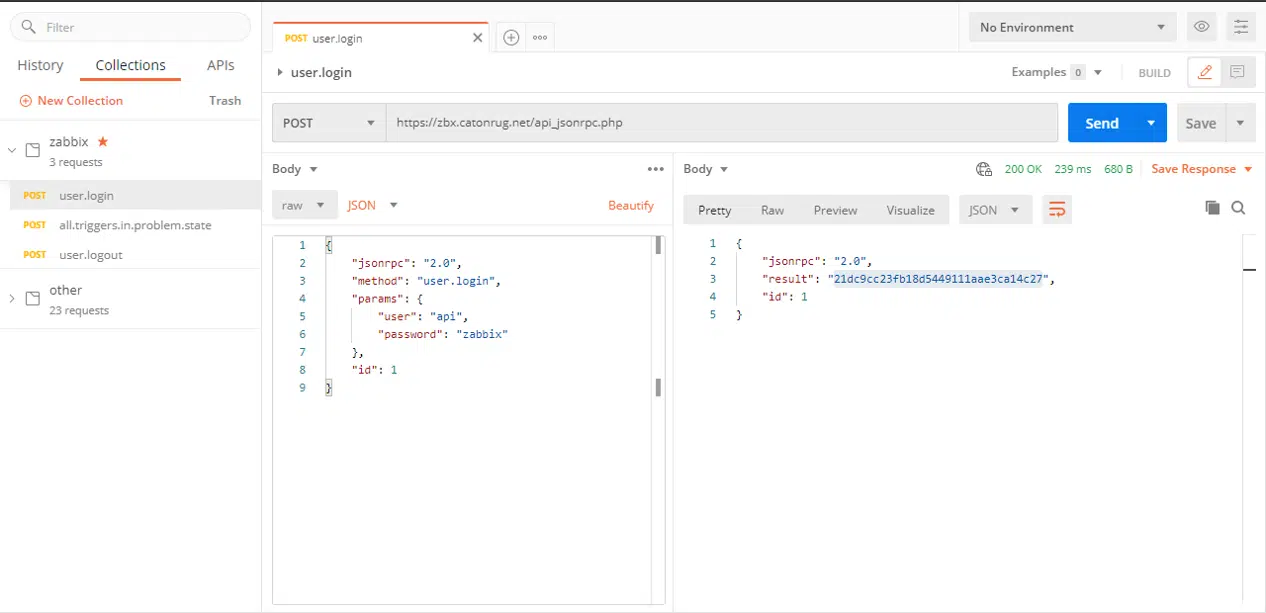 Filter
History Collections APIs
New Collection Trash
zabbix
3 requests
POST user.login
POST all.triggers.in.problem.state
POST user.logout
other
23 requests
POST user.login
No Environment
user.login
Examples 0 BUILD
POST https://zbx.catonrug.net/api_jsonrpc.php Send Save
Body
raw JSON Beautify
1 {
2 "jsonrpc": "2.0",
3 "method": "user.login",
4 "params": {
5 "user": "api",
6 "password": "zabbix"
7 },
8 "id": 1
9 }
Body 200 OK 239 ms 680 B Save Response
Pretty Raw Preview Visualize JSON
1 {
2 "jsonrpc": "2.0",
3 "result": "21dc9cc23fb18d5449111aae3ca14c27",
4 "id": 1
5 }